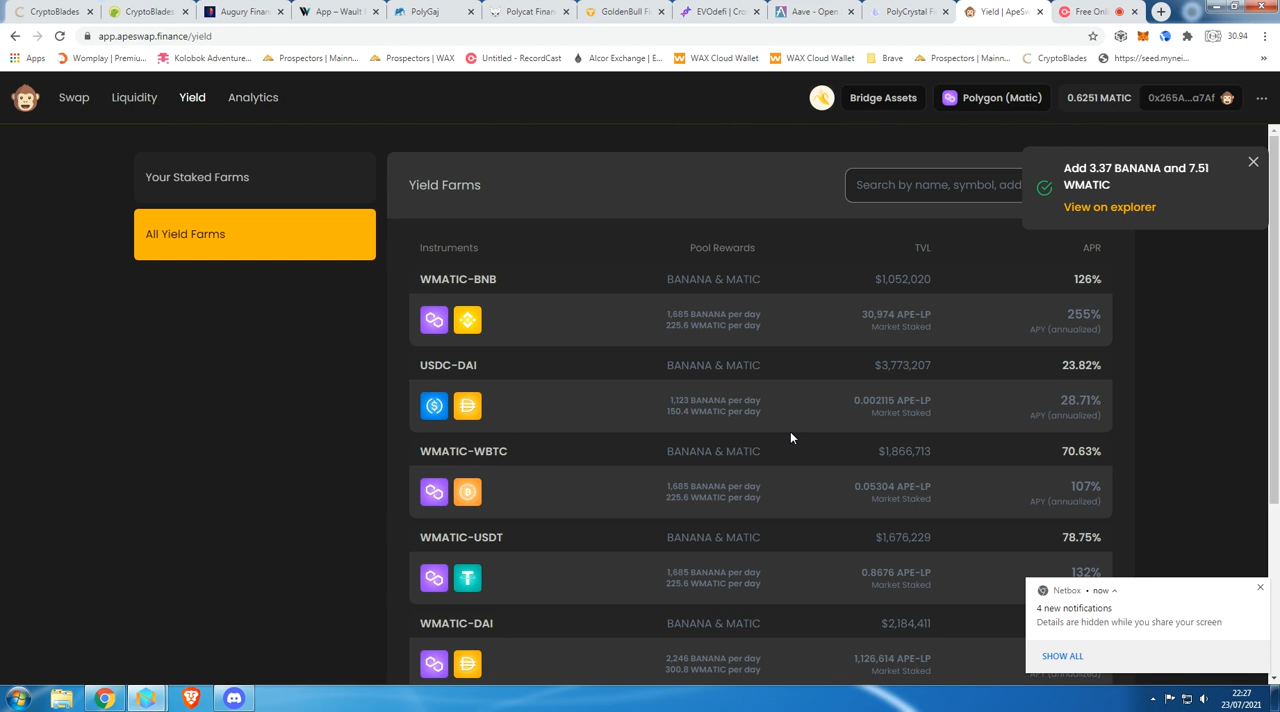 CryptoBlades
CryptoBlades
Augury Finan
App – Wault
PolyGaj
Polycat Finan
GoldenBull Fi
EVOdefi | Cro
Aave - Open
PolyCrystal F
Yield | ApeSw
Free Onli
app.apeswap.finance/yield
30.94
Apps
Womplay | Premiu...
Kolobok Adventure...
Prospectors | Mainn...
Prospectors | WAX
Untitled - RecordCast
Alcor Exchange | E...
WAX Cloud Wallet
WAX Cloud Wallet
Brave
Prospectors | Mainn...
CryptoBlades
https://seed.mynei...
»
Swap
Liquidity
Yield
Analytics
Bridge Assets
Polygon (Matic)
0.6251 MATIC
0x265A...a7Af
Your Staked Farms
All Yield Farms
Yield Farms
Search by name, symbol, add
Add 3.37 BANANA and 7.51
WMATIC
View on explorer
Instruments
Pool Rewards
TVL
APR
WMATIC-BNB
BANANA & MATIC
$1,052,020
126%
1,685 BANANA per day
225.6 WMATIC per day
30,974 APE-LP
Market Staked
255%
APY (annualized)
USDC-DAI
BANANA & MATIC
$3,773,207
23.82%
1,123 BANANA per day
150.4 WMATIC per day
0.002115 APE-LP
Market Staked
28.71%
APY (annualized)
WMATIC-WBTC
BANANA & MATIC
$1,866,713
70.63%
1,685 BANANA per day
225.6 WMATIC per day
0.05304 APE-LP
Market Staked
107%
APY (annualized)
WMATIC-USDT
BANANA & MATIC
$1,676,229
78.75%
1,685 BANANA per day
225.6 WMATIC per day
0.8676 APE-LP
Market Staked
132%
WMATIC-DAI
BANANA & MATIC
$2,184,411
2,246 BANANA per day
300.8 WMATIC per day
1,126,614 APE-LP
Market Staked
APY (annualized)
Netbox • now
4 new notifications
Details are hidden while you share your screen
SHOW ALL
22:27
23/07/2021